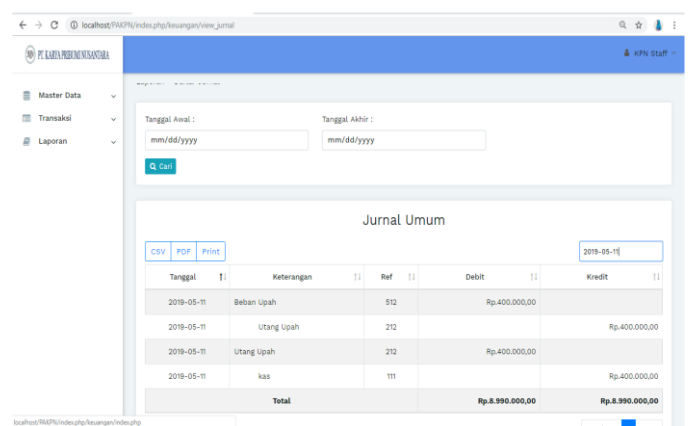 localhost/PAKPN/index.php/keuangan/view_jurnal
PT. KARYA PRIBUMI NUSANTARA
KPN Staff
Master Data
Transaksi
Laporan
Tanggal Awal :
Tanggal Akhir :
mm/dd/yyyy
mm/dd/yyyy
Cari
Jurnal Umum
CSV PDF Print
2019-05-11
Tanggal Keterangan Ref Debit Kredit
2019-05-11 Beban Upah 512 Rp.400.000,00
2019-05-11 Utang Upah 212 Rp.400.000,00
2019-05-11 Utang Upah 212 Rp.400.000,00
2019-05-11 kas 111 Rp.400.000,00
Total Rp.8.990.000,00 Rp.8.990.000,00
localhost/PAKPN/index.php/keuangan/index.php